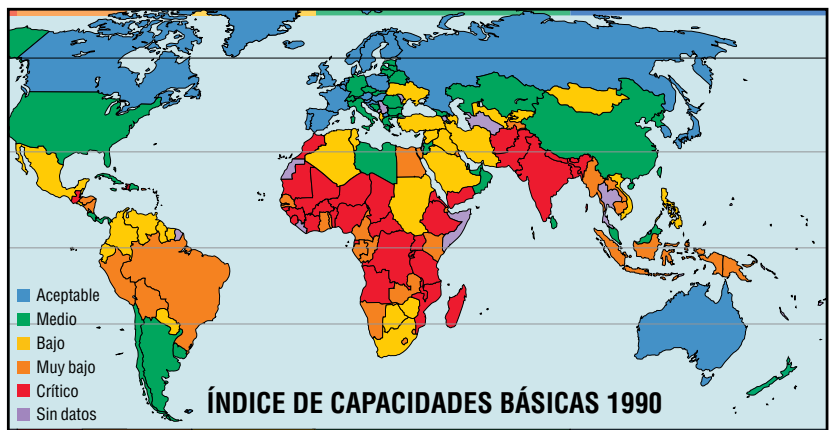 Aceptable
Medio
Bajo
Muy bajo
Crítico
Sin datos
ÍNDICE DE CAPACIDADES BÁSICAS 1990